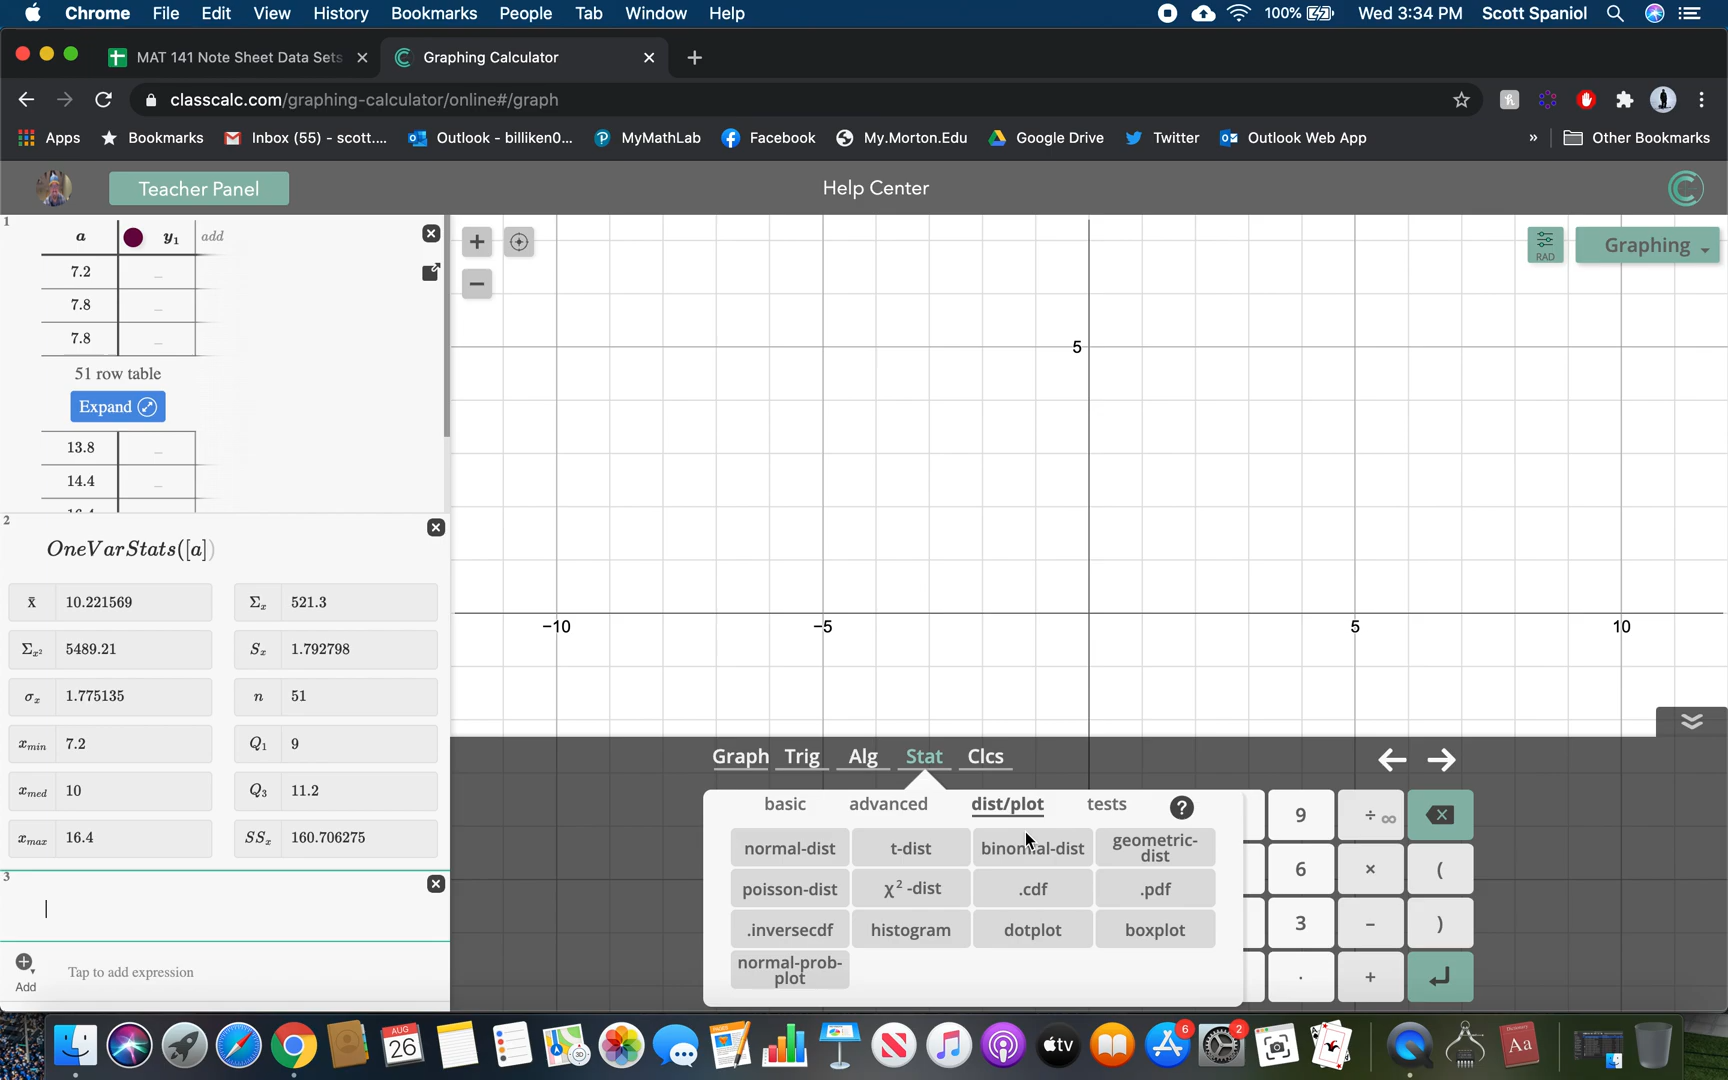 Chrome File Edit View History Bookmarks People Tab Window Help 100% Wed 3:34 PM Scott Spaniol
MAT 141 Note Sheet Data Sets Graphing Calculator
classcalc.com/graphing-calculator/online#/graph
Apps Bookmarks Inbox (55) - scott.... Outlook - billiken0... MyMathLab Facebook My.Morton.Edu Google Drive Twitter Outlook Web App » Other Bookmarks
Teacher Panel Help Center
1
a y₁ add
7.2
7.8
7.8
51 row table
Expand
13.8
14.4
+
−
RAD
Graphing
5
−10 −5 5 10
2
OneVarStats([a])
x̄ 10.221569 Σₓ 521.3
Σₓ² 5489.21 Sₓ 1.792798
σₓ 1.775135 n 51
xmin 7.2 Q₁ 9
xmed 10 Q₃ 11.2
xmax 16.4 SSₓ 160.706275
3
Add Tap to add expression
Graph Trig Alg Stat Clcs
basic advanced dist/plot tests ?
normal-dist t-dist binomial-dist geometric-dist
poisson-dist χ² -dist .cdf .pdf
.inversecdf histogram dotplot boxplot
normal-prob-plot
9 ÷ ∞
6 × (
3 − )
. +
AUG
26
tv
6
2
Aa